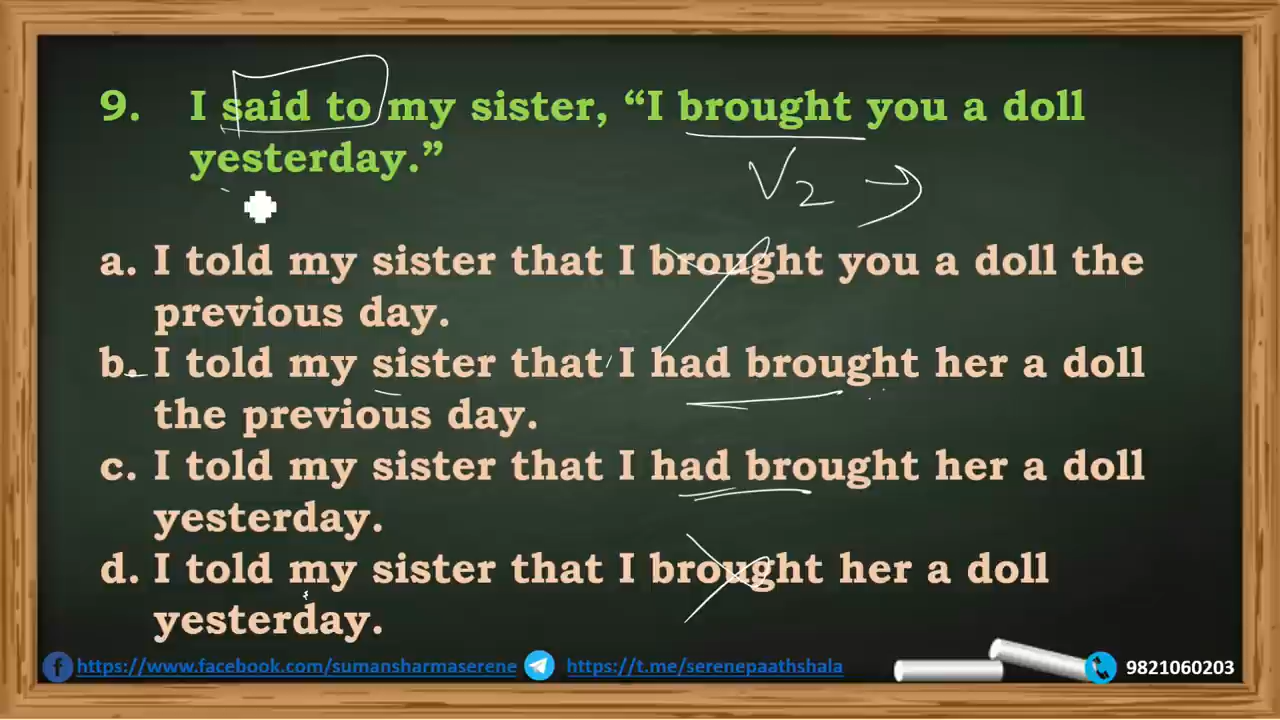 9. I said to my sister, “I brought you a doll
yesterday.”
V2
a. I told my sister that I brought you a doll the
previous day.
b. I told my sister that I had brought her a doll
the previous day.
c. I told my sister that I had brought her a doll
yesterday.
d. I told my sister that I brought her a doll
yesterday.
https://www.facebook.com/sumansharmaserene https://t.me/serenepaathshala 9821060203